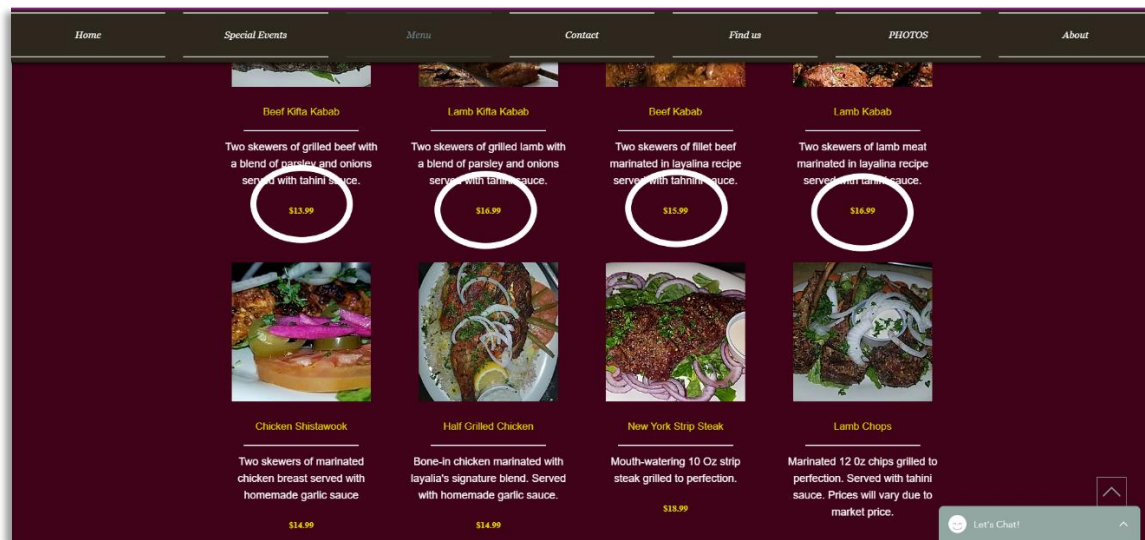 Home Special Events Menu Contact Find us PHOTOS About
Beef Kifta Kabab
Two skewers of grilled beef with
a blend of parsley and onions
served with tahini sauce.
$13.99
Lamb Kifta Kabab
Two skewers of grilled lamb with
a blend of parsley and onions
served with tahini sauce.
$16.99
Beef Kabab
Two skewers of fillet beef
marinated in layalina recipe
served with tahnini sauce.
$15.99
Lamb Kabab
Two skewers of lamb meat
marinated in layalina recipe
served with tahini sauce.
$16.99
Chicken Shistawook
Two skewers of marinated
chicken breast served with
homemade garlic sauce
$14.99
Half Grilled Chicken
Bone-in chicken marinated with
layalia's signature blend. Served
with homemade garlic sauce.
$14.99
New York Strip Steak
Mouth-watering 10 Oz strip
steak grilled to perfection.
$18.99
Lamb Chops
Marinated 12 0z chips grilled to
perfection. Served with tahini
sauce. Prices will vary due to
market price.
Let's Chat!